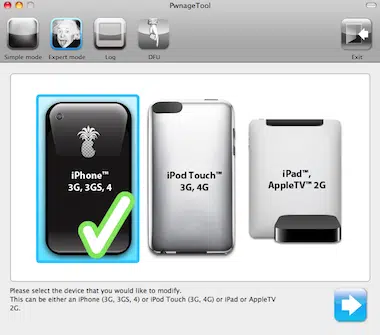 PwnageTool
Simple mode
Expert mode
Log
DFU
Exit
iPhone™
3G, 3GS, 4
iPod Touch™
3G, 4G
iPad™,
AppleTV™ 2G
Please select the device that you would like to modify.
This can be either an iPhone (3G, 3GS, 4) or iPod Touch (3G, 4G) or iPad or AppleTV
2G.